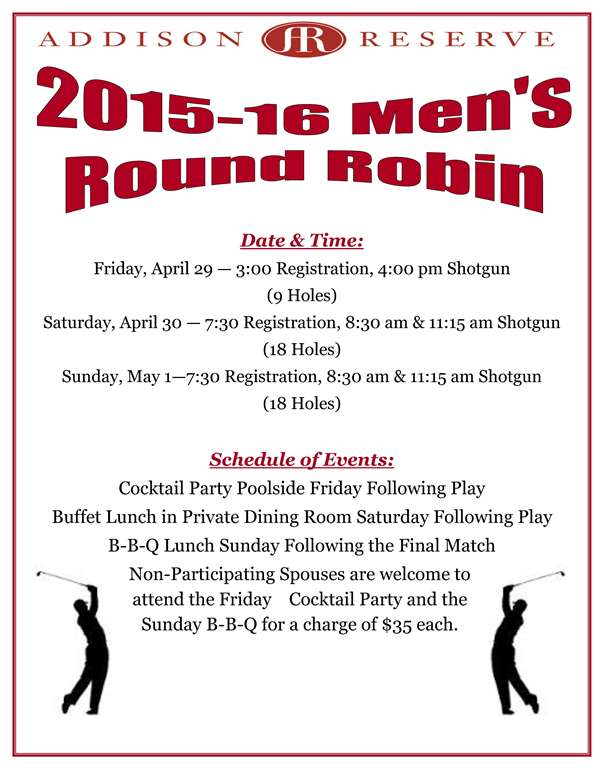 ADDISON AR RESERVE
2015-16 Men's
Round Robin
Date & Time:
Friday, April 29 — 3:00 Registration, 4:00 pm Shotgun
(9 Holes)
Saturday, April 30 — 7:30 Registration, 8:30 am & 11:15 am Shotgun
(18 Holes)
Sunday, May 1—7:30 Registration, 8:30 am & 11:15 am Shotgun
(18 Holes)
Schedule of Events:
Cocktail Party Poolside Friday Following Play
Buffet Lunch in Private Dining Room Saturday Following Play
B-B-Q Lunch Sunday Following the Final Match
Non-Participating Spouses are welcome to
attend the Friday    Cocktail Party and the
Sunday B-B-Q for a charge of $35 each.